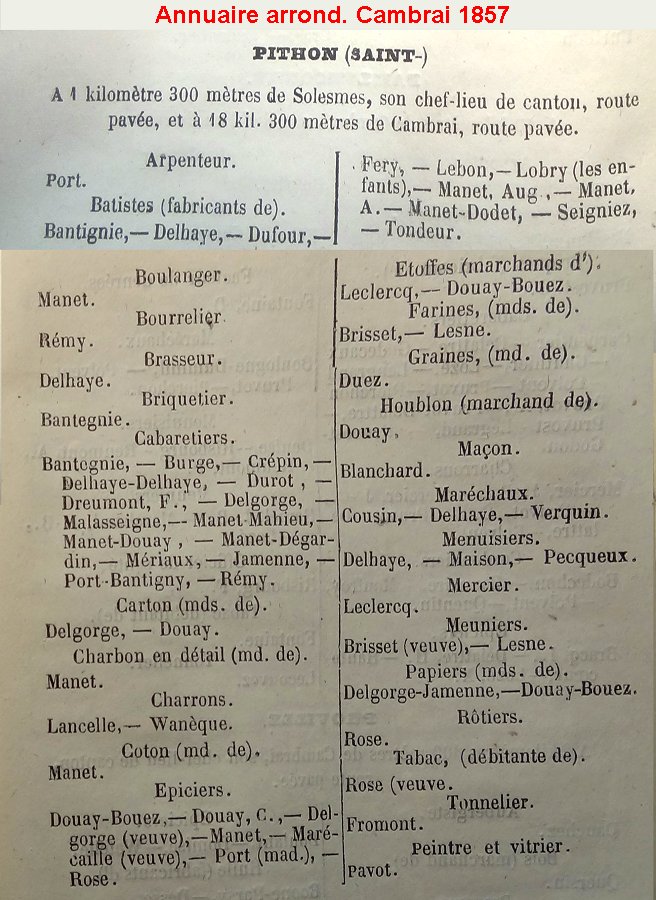 Annuaire arrond. Cambrai 1857
PITHON (SAINT-)
A 1 kilomètre 300 mètres de Solesmes, son chef-lieu de canton, route
pavée, et à 18 kil. 300 mètres de Cambrai, route pavée.
Arpenteur.
Port.
Batistes (fabricants de).
Bantignie,— Delhaye,— Dufour,—
Fery, — Lebon,— Lobry (les en-
fants),— Manet, Aug.,— Manet,
A.— Manet-Dodet, — Seigniez,
— Tondeur.
Boulanger.
Manet.
Bourrelier
Rémy.
Brasseur.
Delhaye.
Briquetier.
Bantegnie.
Cabaretiers.
Bantegnie, — Burge,— Crépin,—
Delhaye-Delhaye, — Durot, —
Dreumont, F., — Delgorge, —
Malasseigne,— Manet-Mahieu,—
Manet-Douay, — Manet-Dégar-
din,— Mériaux,— Jamenne, —
Port-Bantigny, — Rémy.
Carton (mds. de).
Delgorge, — Douay.
Charbon en détail (md. de).
Manet.
Charrons.
Lancelle,— Wanèque.
Coton (md. de).
Manet.
Epiciers.
Douay-Bouez,— Douay, C.,— Del-
gorge (veuve),— Manet,— Maré-
caille (veuve),— Port (mad.), —
Rose.
Etoffes (marchands d').
Leclercq,— Douay-Bouez.
Farines, (mds. de).
Brisset,— Lesne.
Graines, (md. de).
Duez.
Houblon (marchand de).
Douay.
Maçon.
Blanchard.
Maréchaux.
Cousin,— Delhaye,— Verquin.
Menuisiers.
Delhaye, — Maison,— Pecqueux.
Mercier.
Leclercq.
Meuniers.
Brisset (veuve),— Lesne.
Papiers (mds. de).
Delgorge-Jamenne,—Douay-Bouez.
Rôtiers.
Rose.
Tabac, (débitante de).
Rose (veuve.
Tonnelier.
Fromont.
Peintre et vitrier.
Pavot.